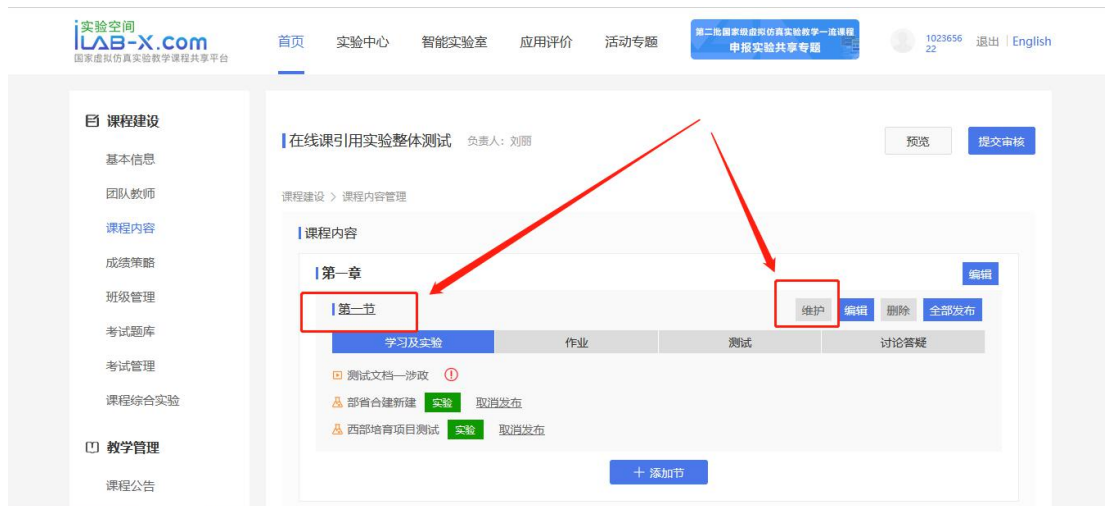 实验空间
iLAB-X.com
国家虚拟仿真实验教学课程共享平台
首页 实验中心 智能实验室 应用评价 活动专题
第二批国家级虚拟仿真实验教学一流课程
申报实验共享专题
1023656
22
退出 English
课程建设
基本信息
团队教师
课程内容
成绩策略
班级管理
考试题库
考试管理
课程综合实验
教学管理
课程公告
在线课引用实验整体测试 负责人：刘丽
预览 提交审核
课程建设 > 课程内容管理
课程内容
第一章 编辑
第一节 维护 编辑 删除 全部发布
学习及实验 作业 测试 讨论答疑
测试文档—涉政
部省合建新建 实验 取消发布
西部培育项目测试 实验 取消发布
+ 添加节